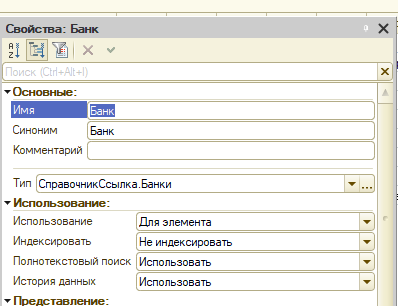 Свойства: Банк
Поиск (Ctrl+Alt+I)
Основные:
Имя Банк
Синоним Банк
Комментарий
Тип СправочникСсылка.Банки ...
Использование:
Использование Для элемента
Индексировать Не индексировать
Полнотекстовый поиск Использовать
История данных Использовать
Представление: